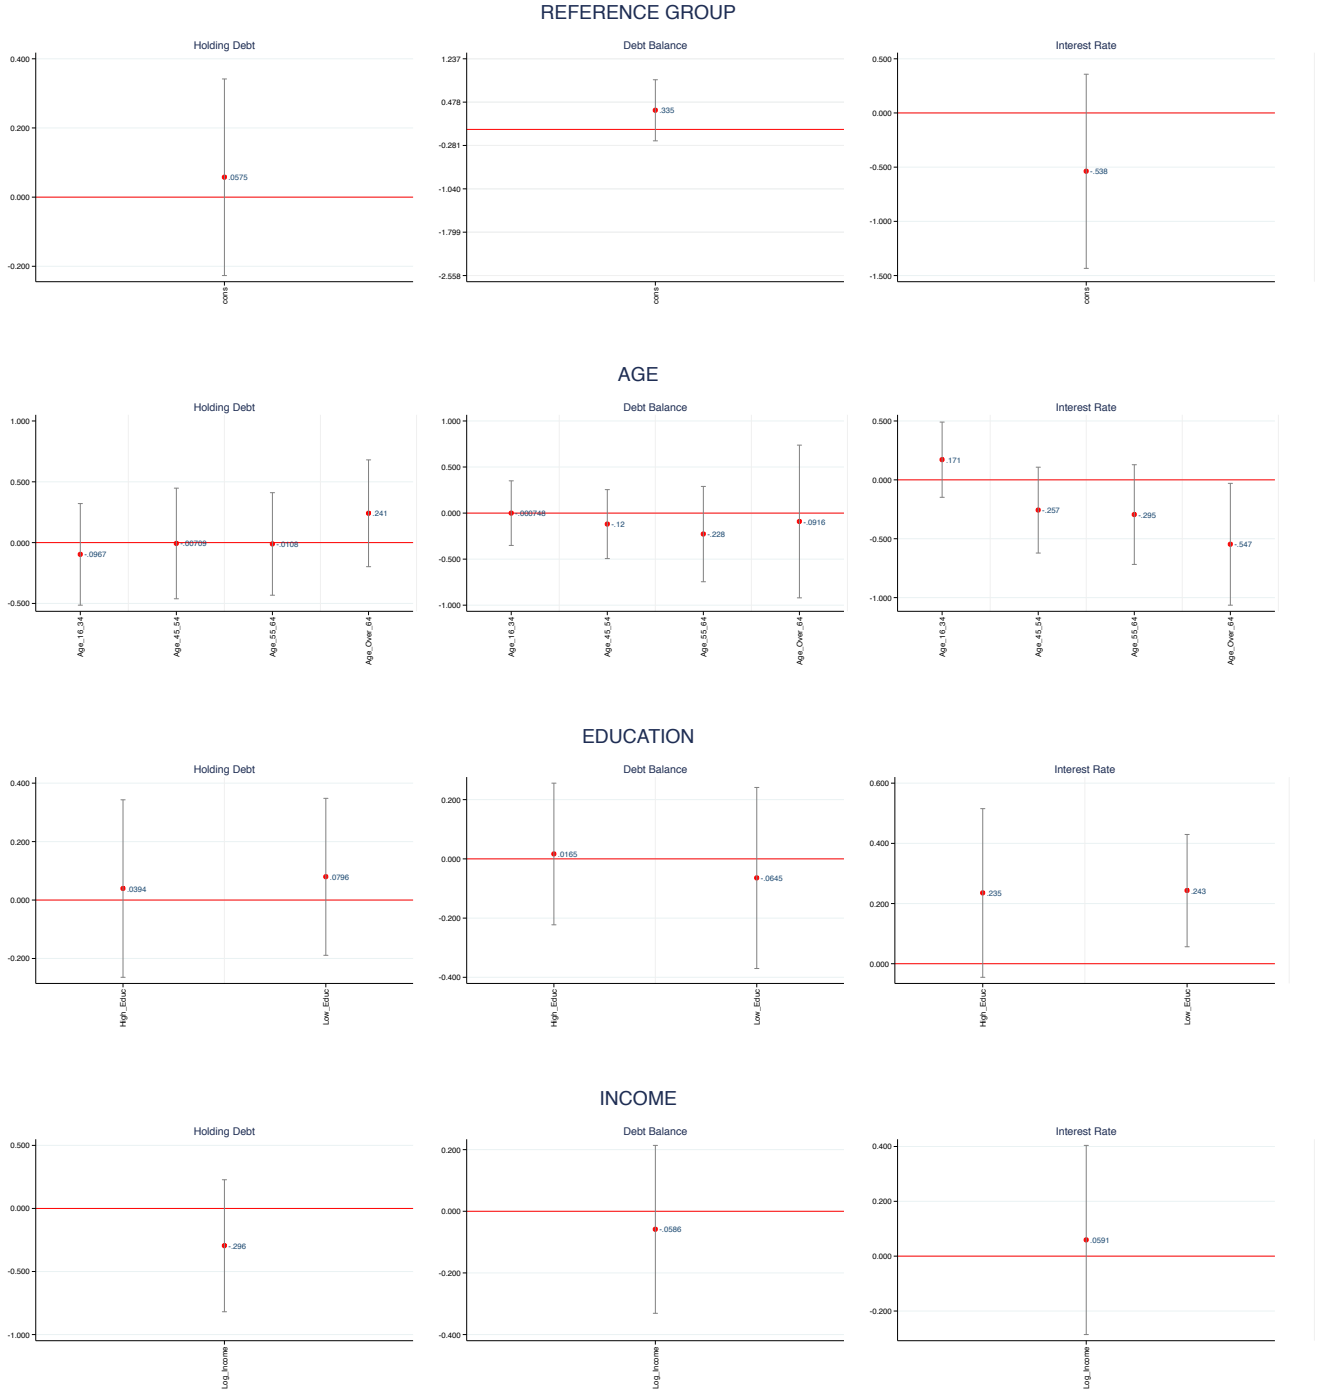 REFERENCE GROUP
Holding Debt
0.400
0.200
0.000
-0.200
.0575
cons
Debt Balance
1.237
0.478
-0.281
-1.040
-1.799
-2.558
.335
cons
Interest Rate
0.500
0.000
-0.500
-1.000
-1.500
-.538
cons
AGE
Holding Debt
1.000
0.500
0.000
-0.500
-.0967
-.00709
-.0108
.241
Age_16_34
Age_45_54
Age_55_64
Age_Over_64
Debt Balance
1.000
0.500
0.000
-0.500
-1.000
-.000748
-.12
-.228
-.0916
Age_16_34
Age_45_54
Age_55_64
Age_Over_64
Interest Rate
0.500
0.000
-0.500
-1.000
.171
-.257
-.295
-.547
Age_16_34
Age_45_54
Age_55_64
Age_Over_64
EDUCATION
Holding Debt
0.400
0.200
0.000
-0.200
.0394
.0796
High_Educ
Low_Educ
Debt Balance
0.200
0.000
-0.200
-0.400
.0165
-.0645
High_Educ
Low_Educ
Interest Rate
0.600
0.400
0.200
0.000
.235
.243
High_Educ
Low_Educ
INCOME
Holding Debt
0.500
0.000
-0.500
-1.000
-.296
Log_Income
Debt Balance
0.200
0.000
-0.200
-0.400
-.0586
Log_Income
Interest Rate
0.400
0.200
0.000
-0.200
.0591
Log_Income